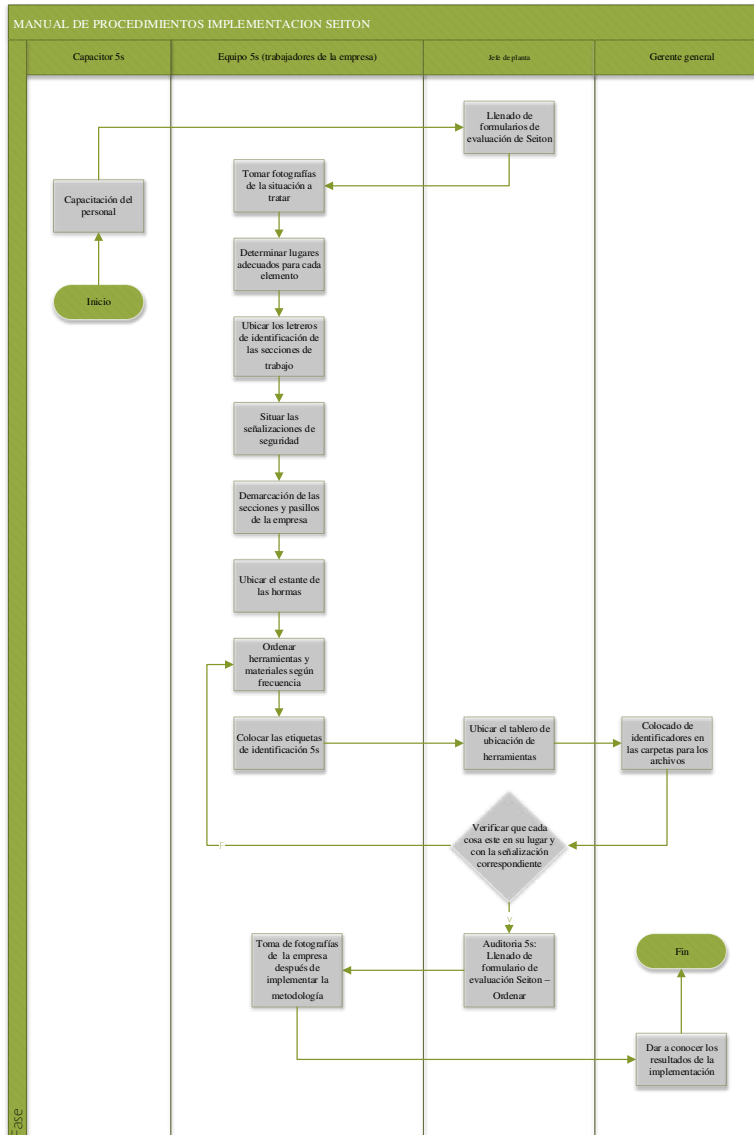 MANUAL DE PROCEDIMIENTOS IMPLEMENTACION SEITON
Capacitor 5s
Equipo 5s (trabajadores de la empresa)
Jefe de planta
Gerente general
Llenado de
formularios de
evaluación de Seiton
Tomar fotografías
de la situación a
tratar
Capacitación del
personal
Determinar lugares
adecuados para cada
elemento
Inicio
Ubicar los letreros
de identificación de
las secciones de
trabajo
Situar las
señalizaciones de
seguridad
Demarcación de las
secciones y pasillos
de la empresa
Ubicar el estante de
las hormas
Ordenar
herramientas y
materiales según
frecuencia
Colocar las etiquetas
de identificación 5s
Ubicar el tablero de
ubicación de
herramientas
Colocado de
identificadores en
las carpetas para los
archivos
Verificar que cada
cosa este en su lugar y
con la señalización
correspondiente
F
V
Toma de fotografías
de la empresa
después de
implementar la
metodología
Auditoria 5s:
Llenado de
formulario de
evaluación Seiton –
Ordenar
Fin
Dar a conocer los
resultados de la
implementación
Fase